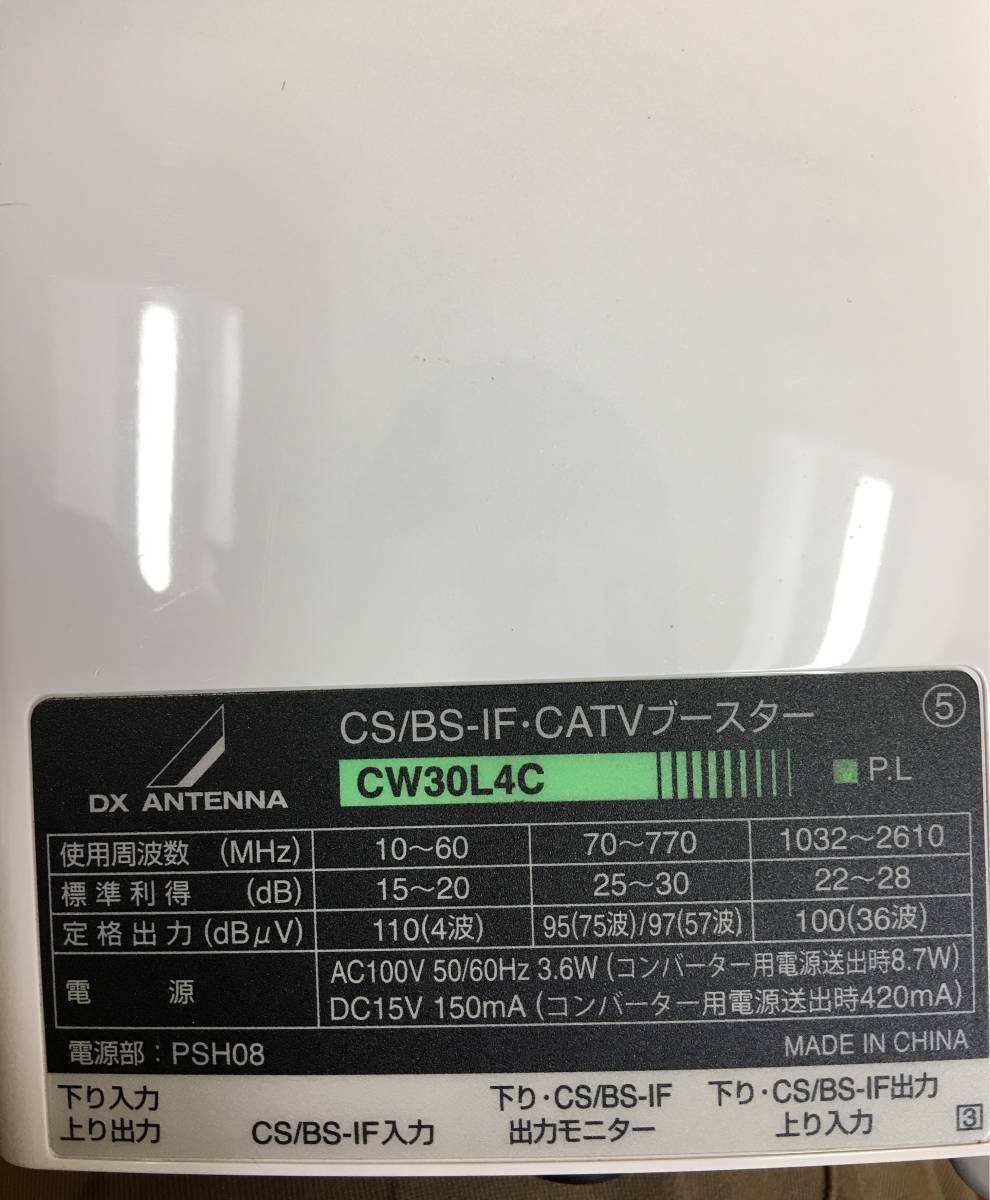 CS/BS-IF・CATVブースター ⑤
CW30L4C P.L
DX ANTENNA
使用周波数 (MHz) 10～60 70～770 1032～2610
標準利得 (dB) 15～20 25～30 22～28
定格出力 (dBμV) 110(4波) 95(75波)/97(57波) 100(36波)
電源 AC100V 50/60Hz 3.6W (コンバーター用電源送出時8.7W)
DC15V 150mA (コンバーター用電源送出時420mA)
電源部：PSH08 MADE IN CHINA
下り入力
上り出力
CS/BS-IF入力
下り・CS/BS-IF
出力モニター
下り・CS/BS-IF出力
上り入力
3